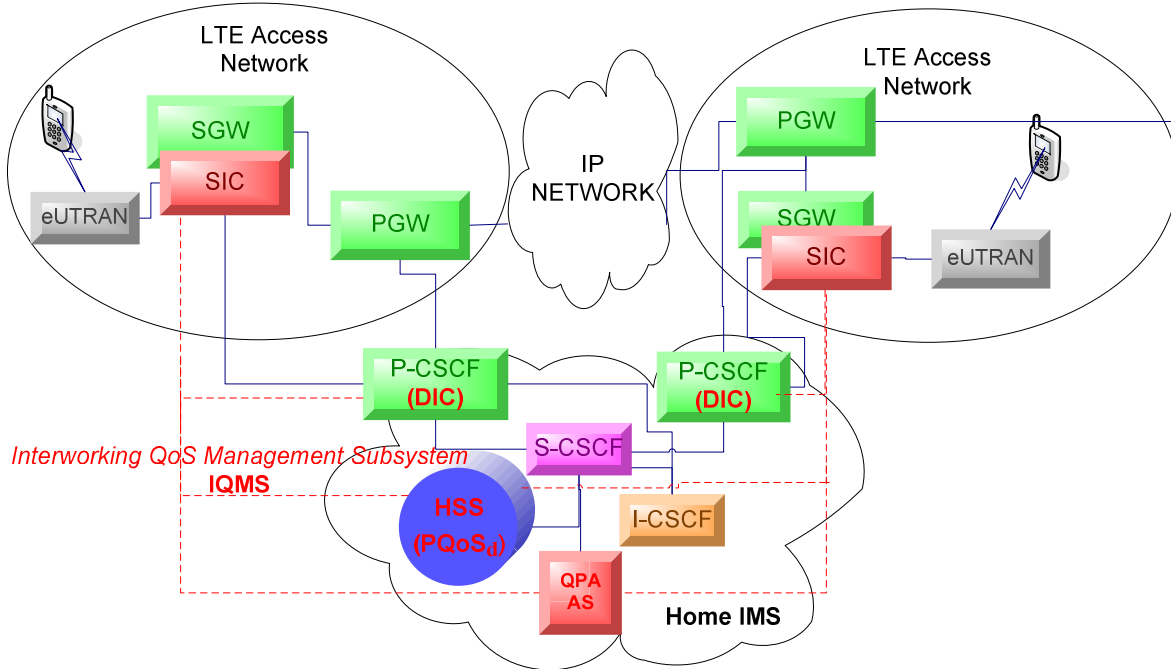 LTE Access
Network
SGW
SIC
eUTRAN
PGW
IP
NETWORK
LTE Access
Network
PGW
SGW
SIC
eUTRAN
P-CSCF
(DIC)
P-CSCF
(DIC)
Interworking QoS Management Subsystem
IQMS
S-CSCF
HSS
(PQoSd)
I-CSCF
QPA
AS
Home IMS